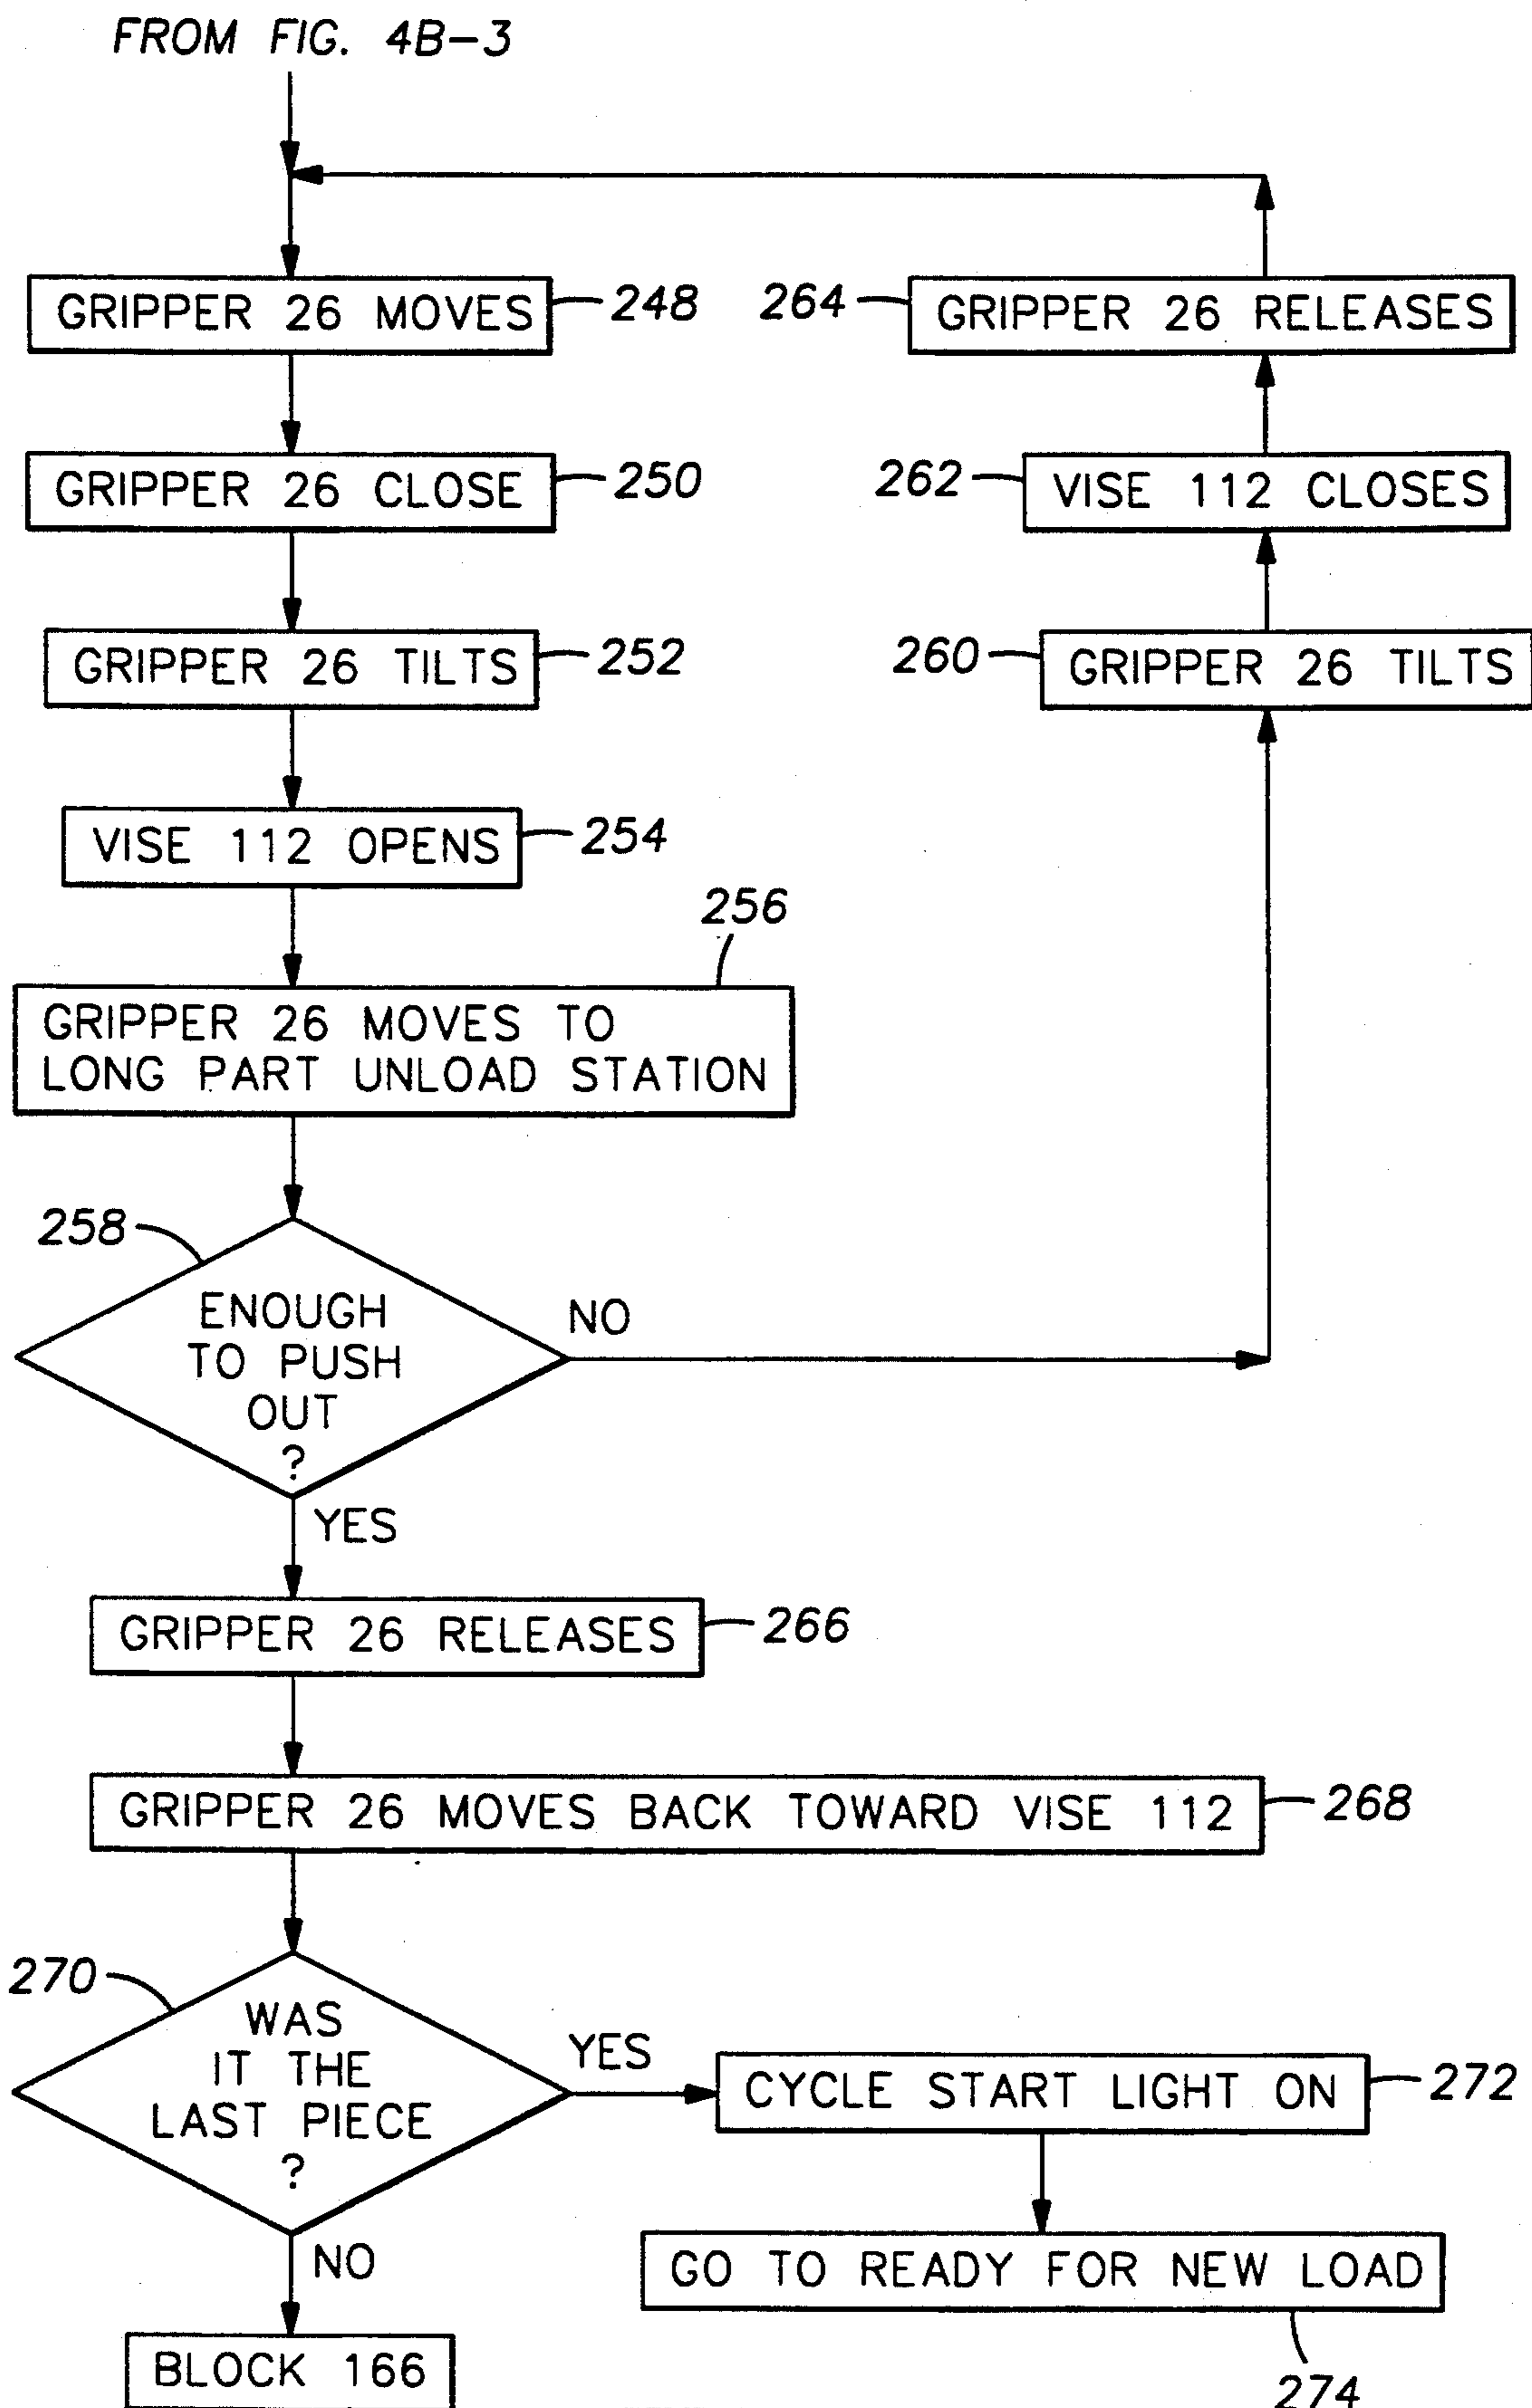 FROM FIG. 4B-3
GRIPPER 26 MOVES
248
264
GRIPPER 26 RELEASES
GRIPPER 26 CLOSE
250
262
VISE 112 CLOSES
GRIPPER 26 TILTS
252
260
GRIPPER 26 TILTS
VISE 112 OPENS
254
256
GRIPPER 26 MOVES TO
LONG PART UNLOAD STATION
258
ENOUGH
TO PUSH
OUT
?
NO
YES
GRIPPER 26 RELEASES
266
GRIPPER 26 MOVES BACK TOWARD VISE 112
268
270
WAS
IT THE
LAST PIECE
?
YES
CYCLE START LIGHT ON
272
NO
GO TO READY FOR NEW LOAD
274
BLOCK 166